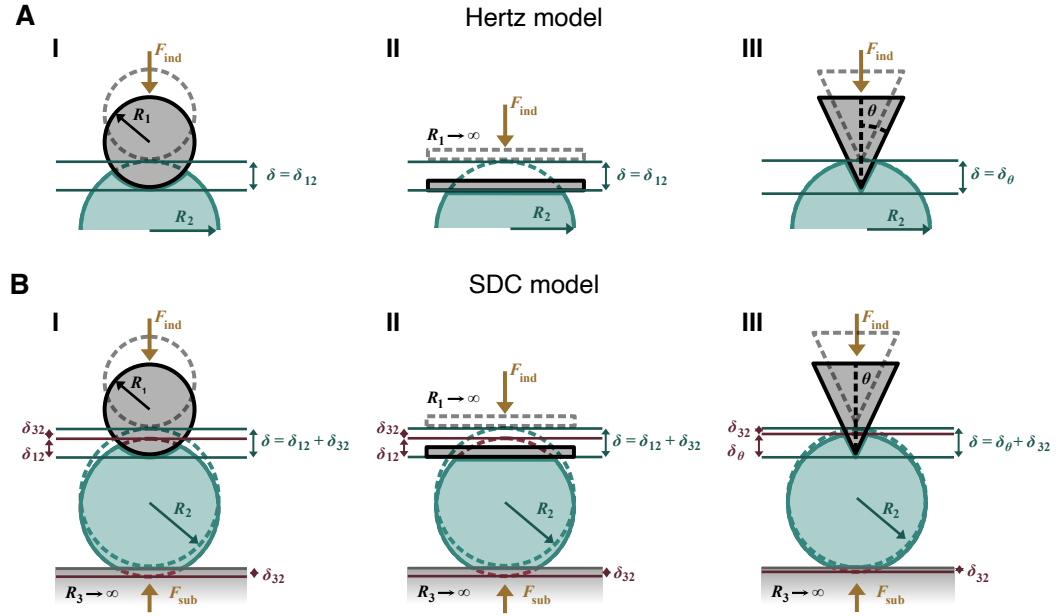 A
Hertz model
I
F_ind
R_1
δ = δ_12
R_2
II
F_ind
R_1 → ∞
δ = δ_12
R_2
III
F_ind
θ
δ = δ_θ
R_2
B
SDC model
I
F_ind
R_1
δ_32
δ_12
δ = δ_12 + δ_32
R_2
δ_32
R_3 → ∞
F_sub
II
F_ind
R_1 → ∞
δ_32
δ_12
δ = δ_12 + δ_32
R_2
δ_32
R_3 → ∞
F_sub
III
F_ind
θ
δ_32
δ_θ
δ = δ_θ + δ_32
R_2
δ_32
R_3 → ∞
F_sub